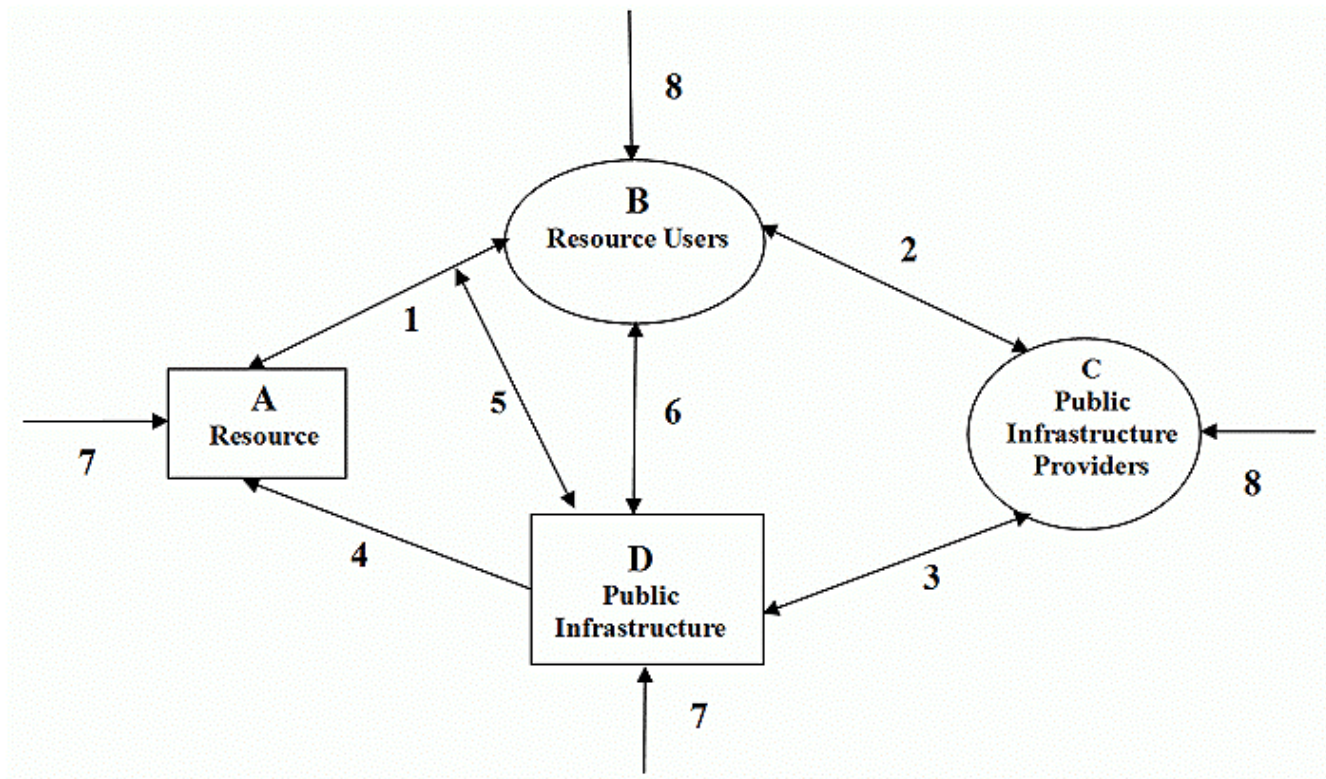 8
B
Resource Users
2
1
A
Resource
7
5
6
C
Public
Infrastructure
Providers
8
4
D
Public
Infrastructure
3
7